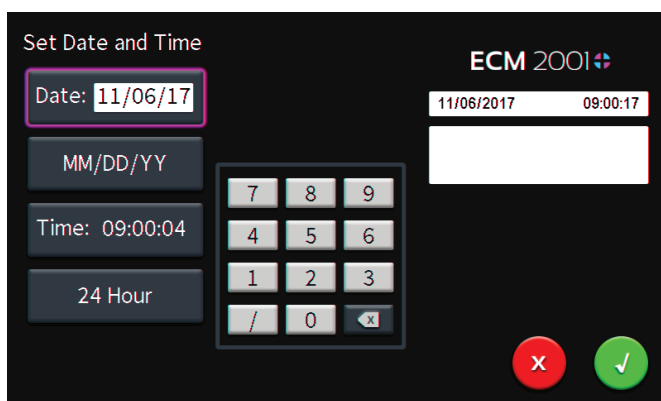 Set Date and Time
Date: 11/06/17
MM/DD/YY
Time: 09:00:04
24 Hour
7 8 9
4 5 6
1 2 3
/ 0 x
ECM 2001
11/06/2017 09:00:17
x
√